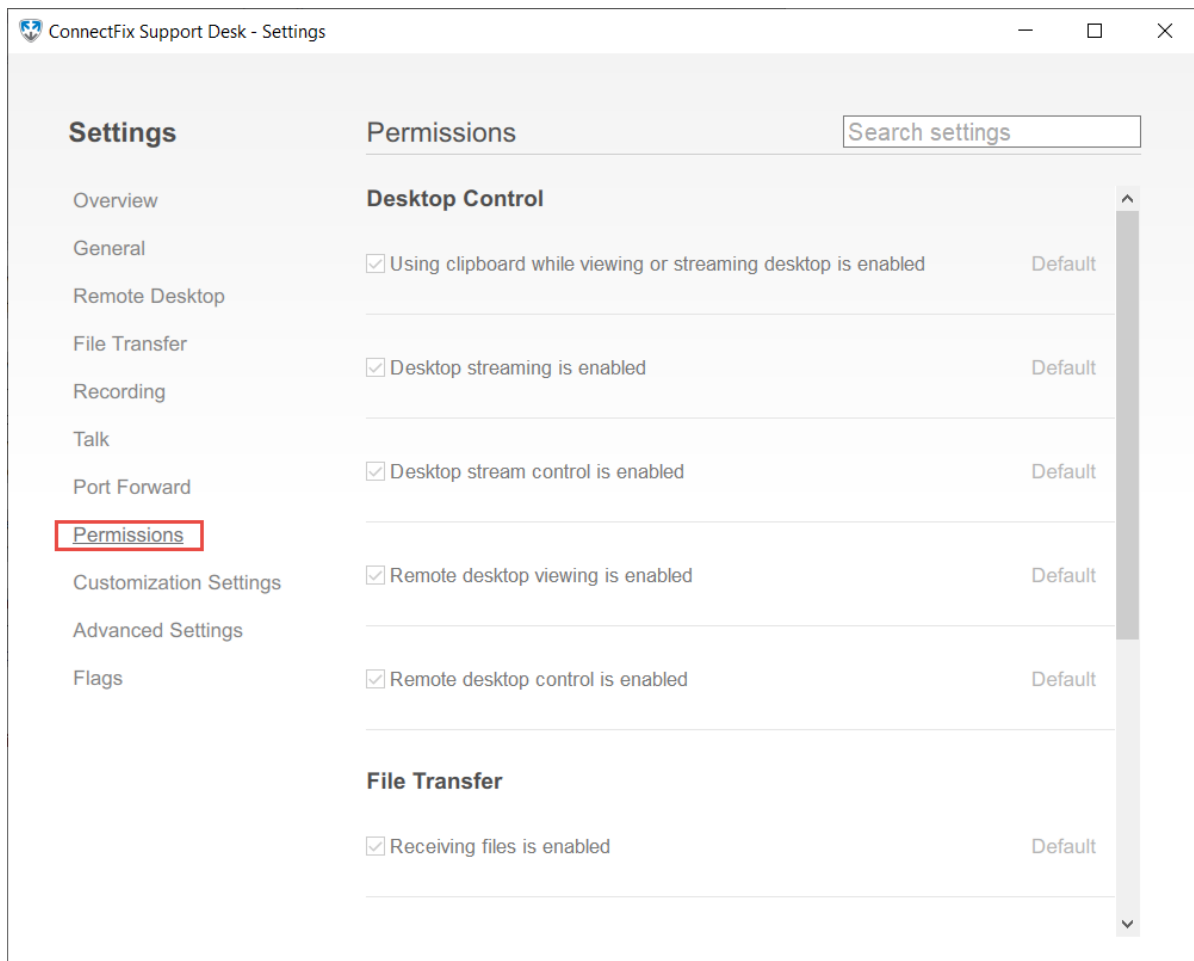 ConnectFix Support Desk - Settings
Settings
Overview
General
Remote Desktop
File Transfer
Recording
Talk
Port Forward
Permissions
Customization Settings
Advanced Settings
Flags
Permissions
Search settings
Desktop Control
Using clipboard while viewing or streaming desktop is enabled Default
Desktop streaming is enabled Default
Desktop stream control is enabled Default
Remote desktop viewing is enabled Default
Remote desktop control is enabled Default
File Transfer
Receiving files is enabled Default